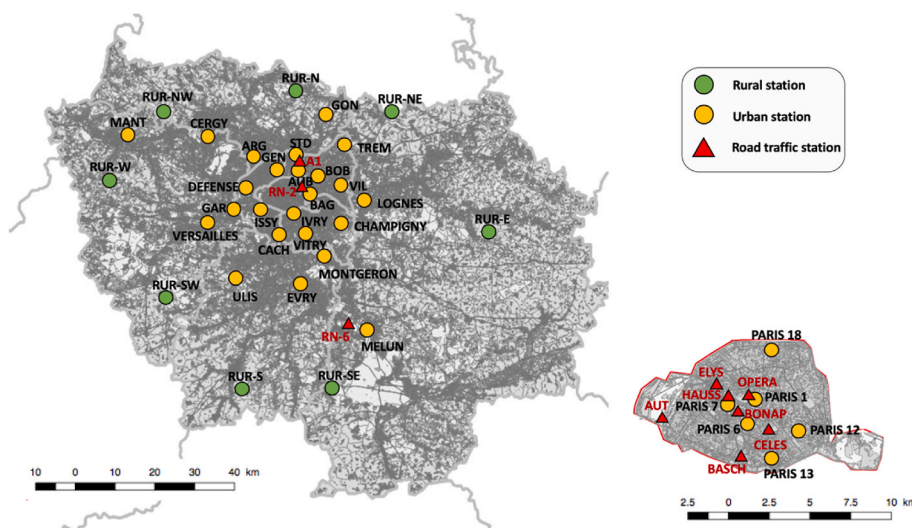 RUR-N
RUR-NW
GON
RUR-NE
MANT
CERGY
STD
TREM
ARG
GEN
A1
RUR-W
AUB
BOB
DEFENSE
RN-2
VIL
BAG
LOGNES
GAR
ISSY
IVRY
RUR-E
VERSAILLES
CHAMPIGNY
CACH
VITRY
MONTGERON
RUR-SW
ULIS
EVRY
RN-6
MELUN
RUR-S
RUR-SE
10 0 10 20 30 40 km
Rural station
Urban station
Road traffic station
PARIS 18
ELYS
OPERA
HAUSS
PARIS 1
AUT
PARIS 7
BONAP
PARIS 6
PARIS 12
CELES
BASCH
PARIS 13
2.5 0 2.5 5 7.5 10 km